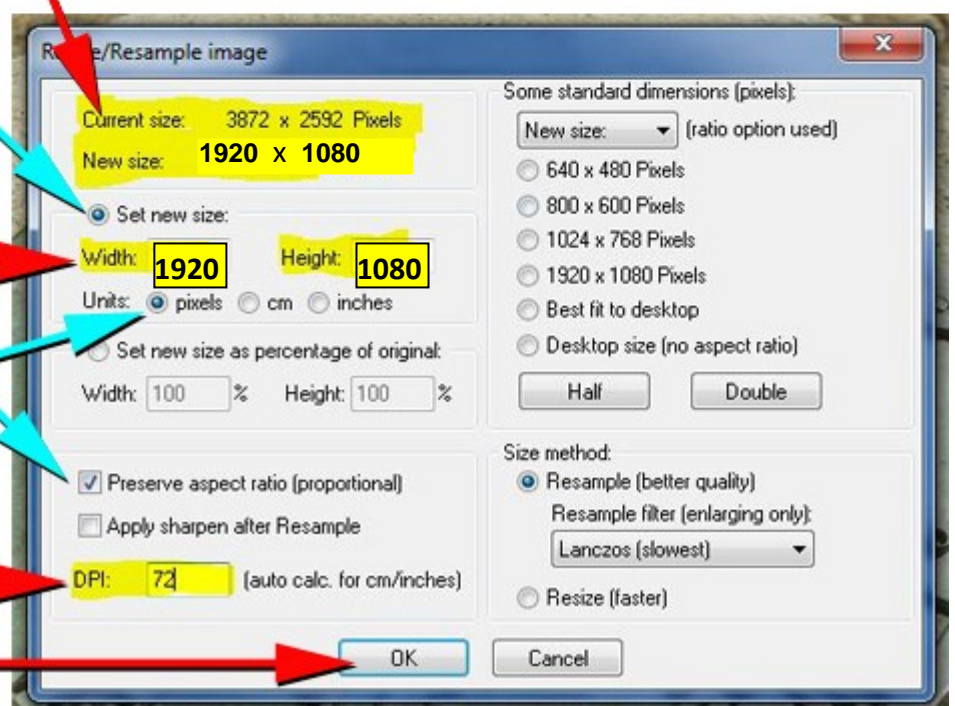 Resize/Resample image
Current size: 3872 x 2592 Pixels
New size: 1920 x 1080
Set new size:
Width: 1920 Height: 1080
Units: pixels cm inches
Set new size as percentage of original:
Width: 100 % Height: 100 %
Preserve aspect ratio (proportional)
Apply sharpen after Resample
DPI: 72 (auto calc. for cm/inches)
Some standard dimensions (pixels):
New size: (ratio option used)
640 x 480 Pixels
800 x 600 Pixels
1024 x 768 Pixels
1920 x 1080 Pixels
Best fit to desktop
Desktop size (no aspect ratio)
Half Double
Size method:
Resample (better quality)
Resample filter (enlarging only):
Lanczos (slowest)
Resize (faster)
OK Cancel